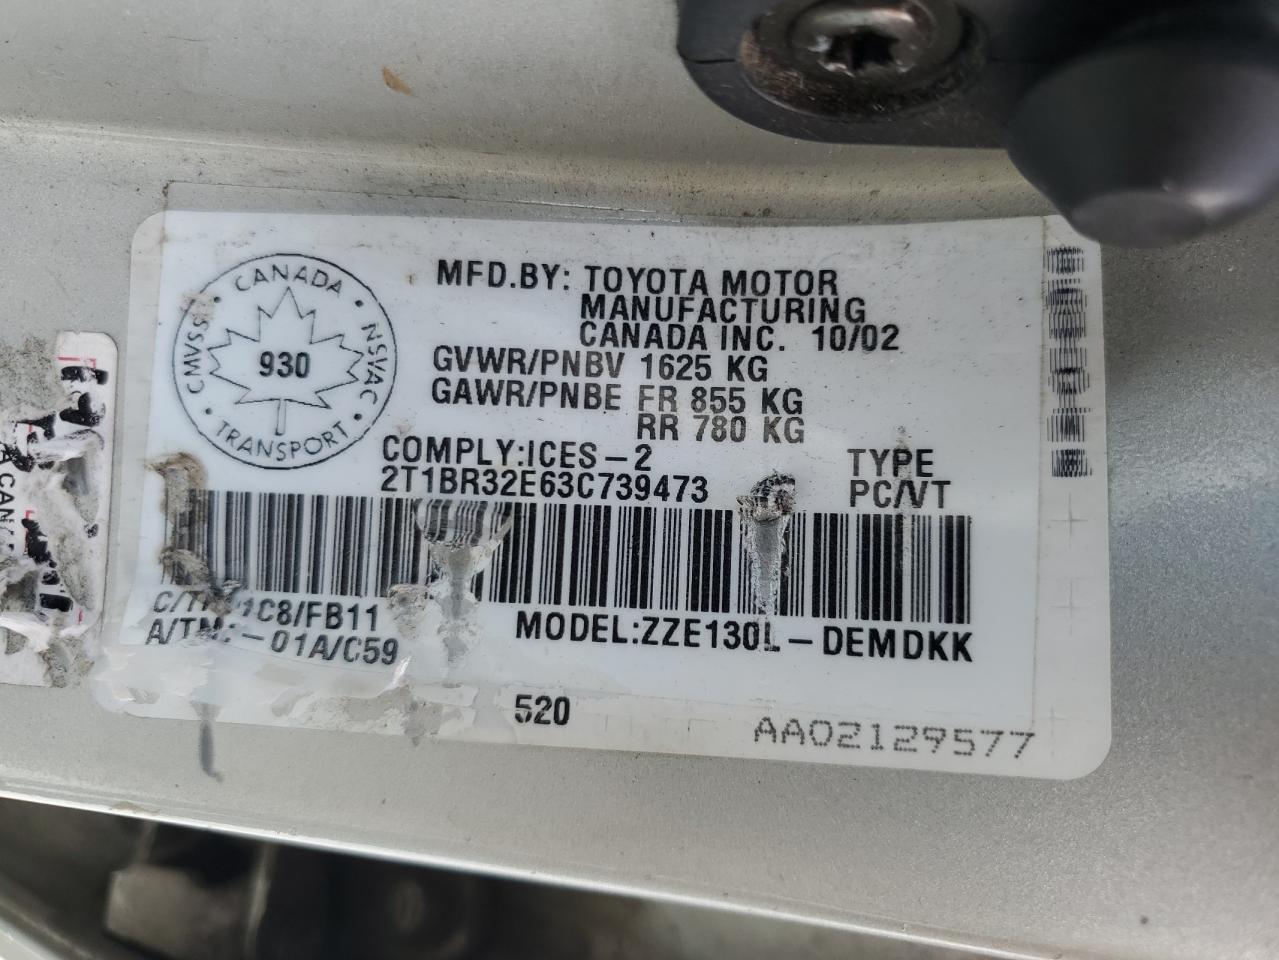 CANADA
CMVSS
NSVAC
930
TRANSPORT
MFD.BY: TOYOTA MOTOR
MANUFACTURING
CANADA INC. 10/02
GVWR/PNBV 1625 KG
GAWR/PNBE FR 855 KG
RR 780 KG
COMPLY:ICES-2
TYPE
2T1BR32E63C739473
PC/VT
1C8/FB11
A/TM:-01A/C59
MODEL:ZZE130L-DEMDKK
520
AA02129577